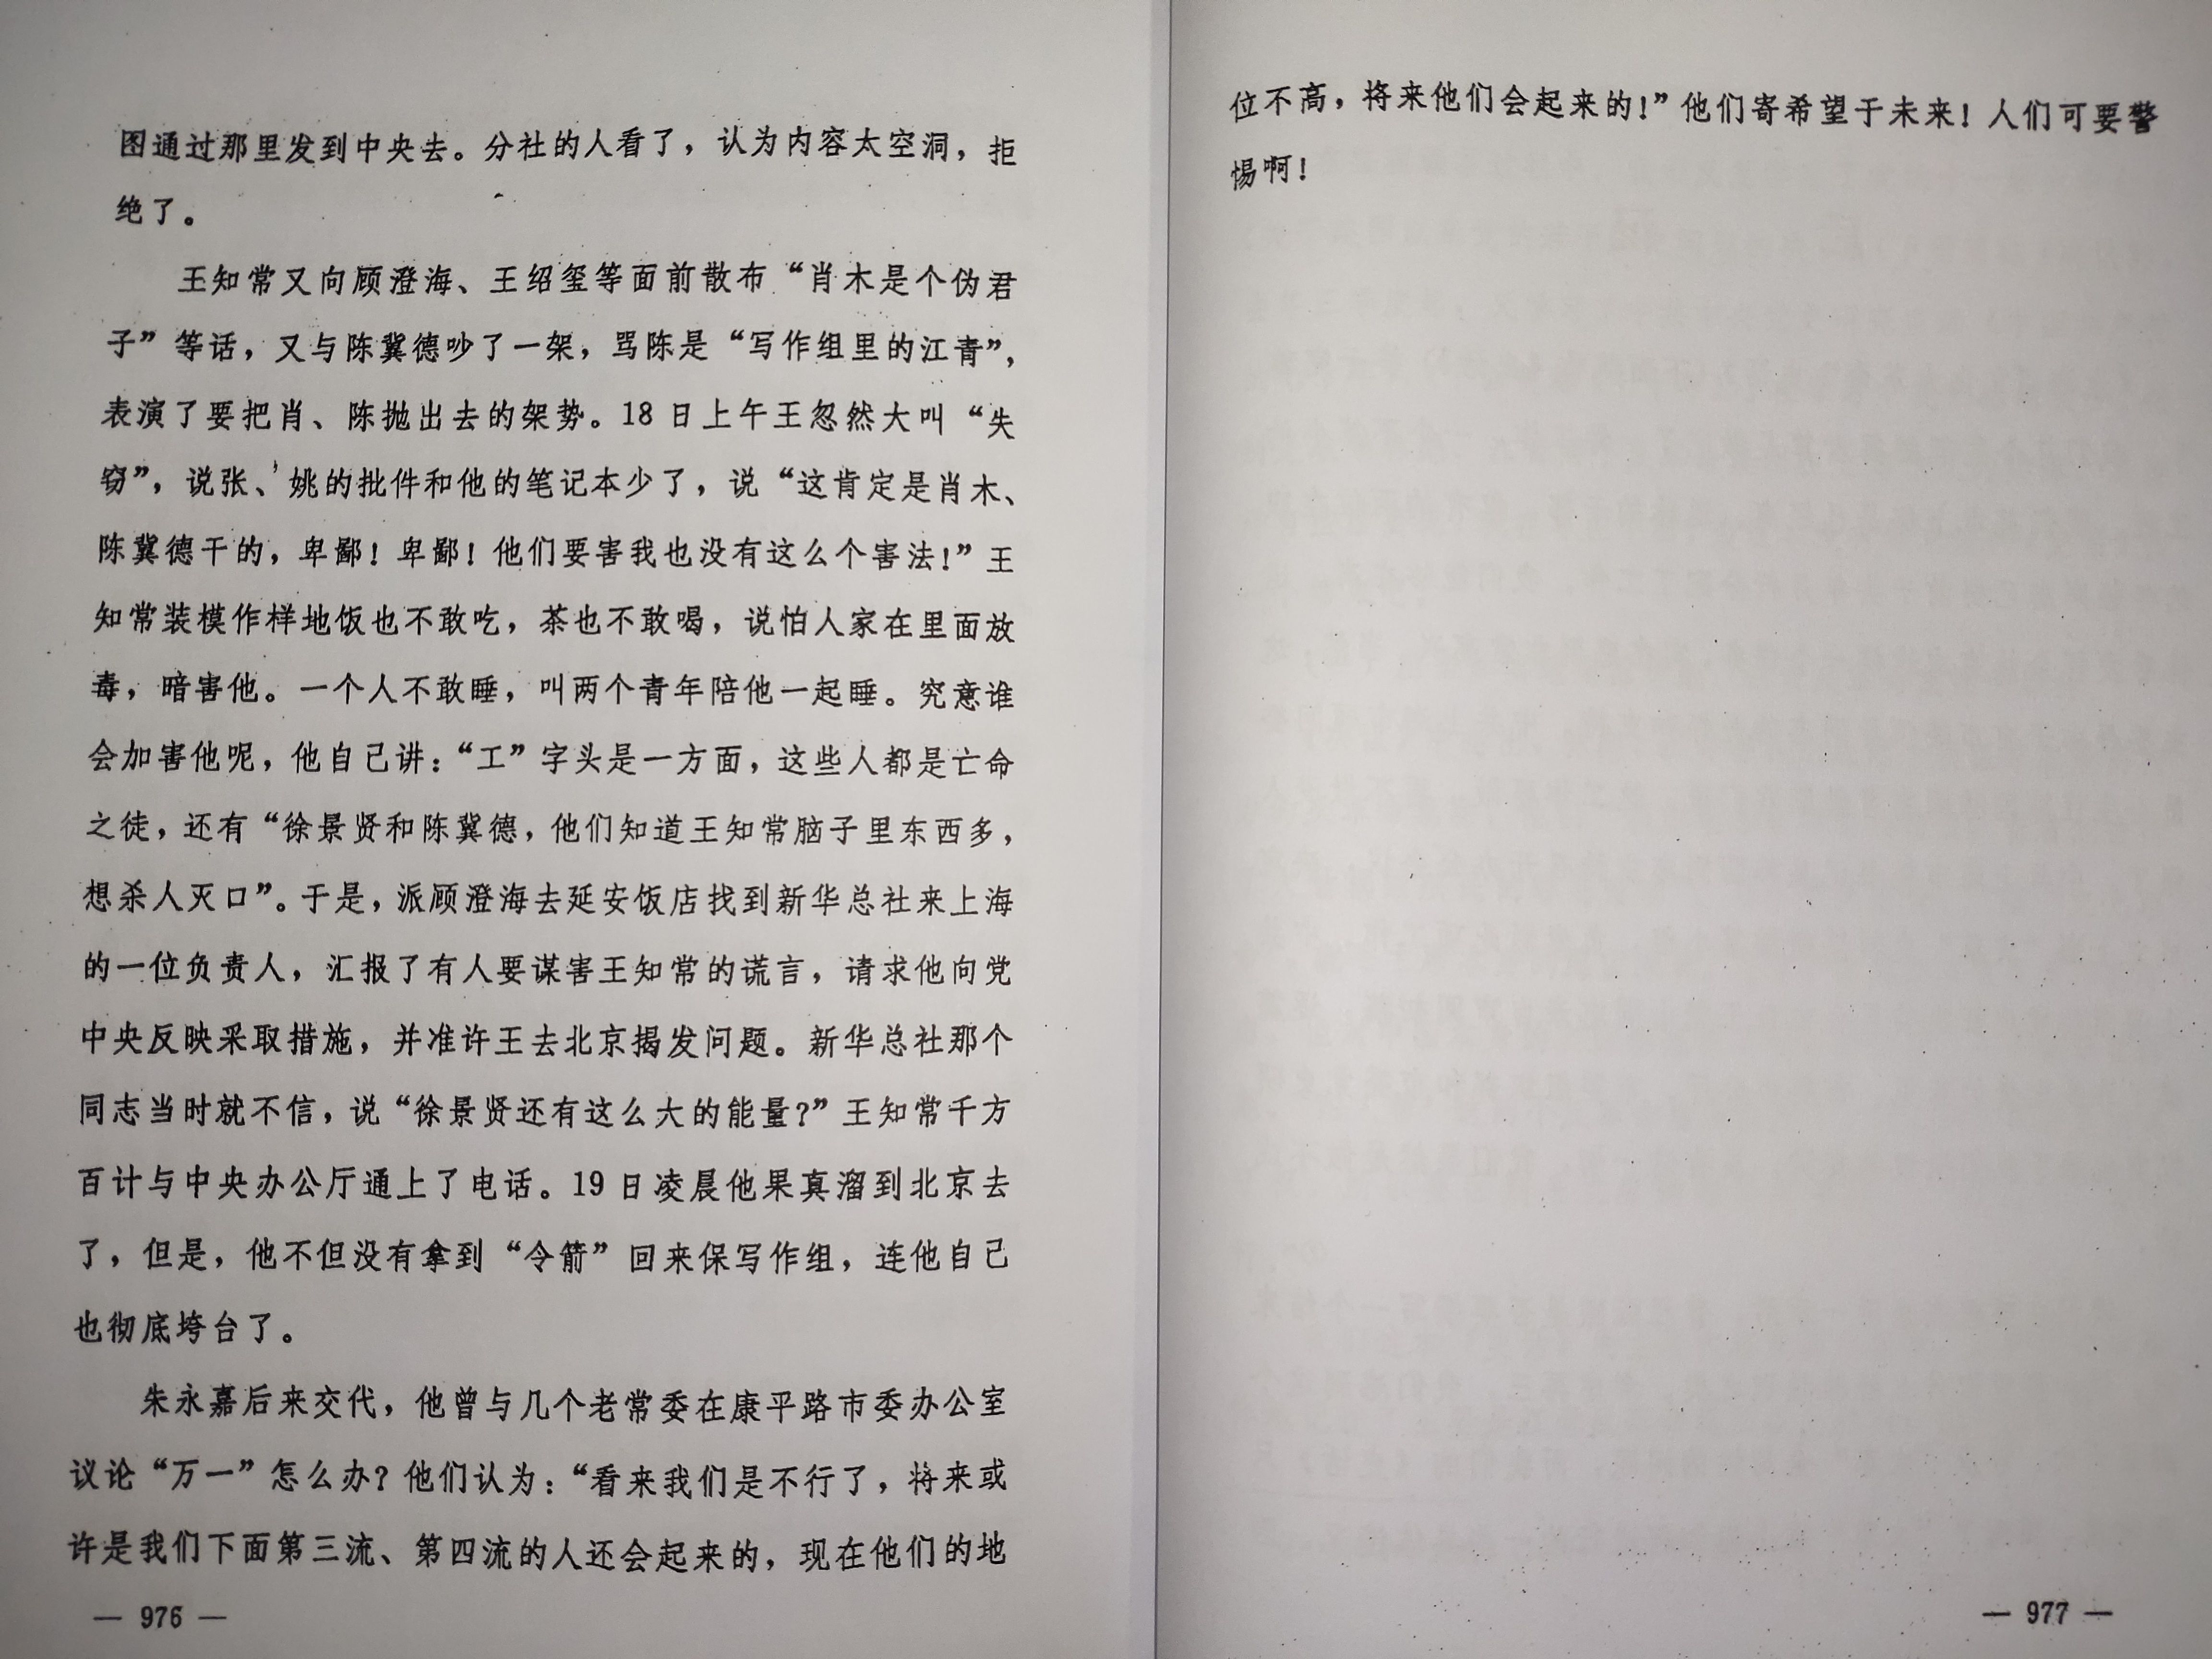 图通过那里发到中央去。分社的人看了，认为内容太空洞，拒
绝了。
王知常又向顾澄海、王绍玺等面前散布“肖木是个伪君
子”等话，又与陈冀德吵了一架，骂陈是“写作组里的江青”，
表演了要把肖、陈抛出去的架势。18日上午王忽然大叫“失
窃”，说张、姚的批件和他的笔记本少了，说“这肯定是肖木、
陈冀德干的，卑鄙！卑鄙！他们要害我也没有这么个害法！”王
知常装模作样地饭也不敢吃，茶也不敢喝，说怕人家在里面放
毒，暗害他。一个人不敢睡，叫两个青年陪他一起睡。究意谁
会加害他呢，他自己讲：“工”字头是一方面，这些人都是亡命
之徒，还有“徐景贤和陈冀德，他们知道王知常脑子里东西多，
想杀人灭口”。于是，派顾澄海去延安饭店找到新华总社来上海
的一位负责人，汇报了有人要谋害王知常的谎言，请求他向党
中央反映采取措施，并准许王去北京揭发问题。新华总社那个
同志当时就不信，说“徐景贤还有这么大的能量？”王知常千方
百计与中央办公厅通上了电话。19日凌晨他果真溜到北京去
了，但是，他不但没有拿到“令箭”回来保写作组，连他自己
也彻底垮台了。
朱永嘉后来交代，他曾与几个老常委在康平路市委办公室
议论“万一”怎么办？他们认为：“看来我们是不行了，将来或
许是我们下面第三流、第四流的人还会起来的，现在他们的地
— 976 —
位不高，将来他们会起来的！”他们寄希望于未来！人们可要警
惕啊！
— 977 —